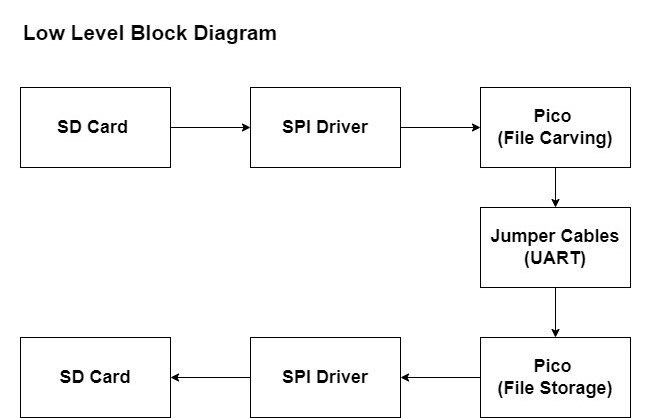 Low Level Block Diagram
SD Card
SPI Driver
Pico
(File Carving)
Jumper Cables
(UART)
SD Card
SPI Driver
Pico
(File Storage)